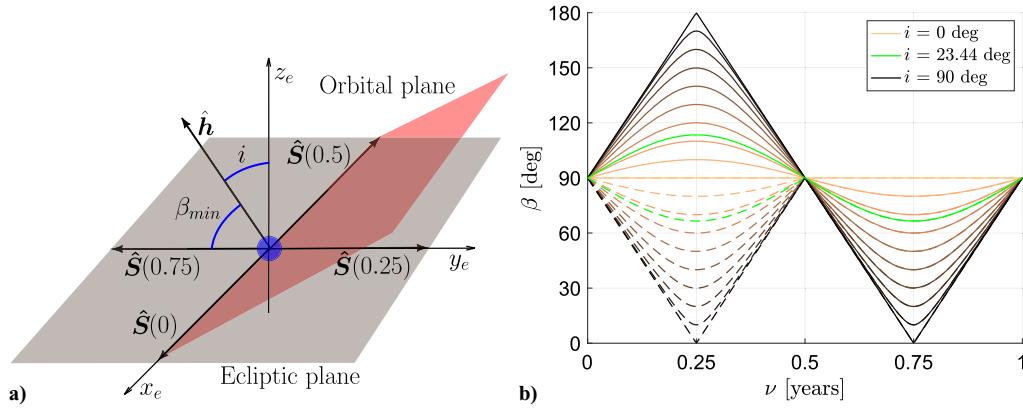 z_e
Orbital plane
ĥ
i
Ŝ(0.5)
β_min
Ŝ(0.75)
Ŝ(0.25)
y_e
Ŝ(0)
x_e
Ecliptic plane
a)
180
150
120
90
60
30
0
β [deg]
i = 0 deg
i = 23.44 deg
i = 90 deg
0
0.25
0.5
0.75
1
ν [years]
b)